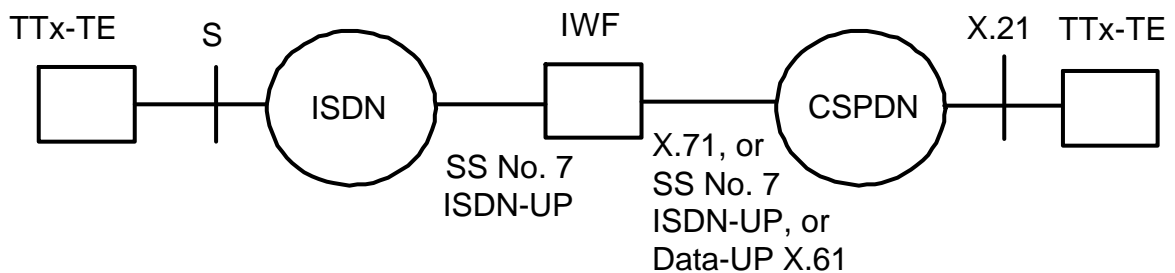 TTx-TE
S
IWF
X.21
TTx-TE
ISDN
CSPDN
SS No. 7
ISDN-UP
X.71, or
SS No. 7
ISDN-UP, or
Data-UP X.61